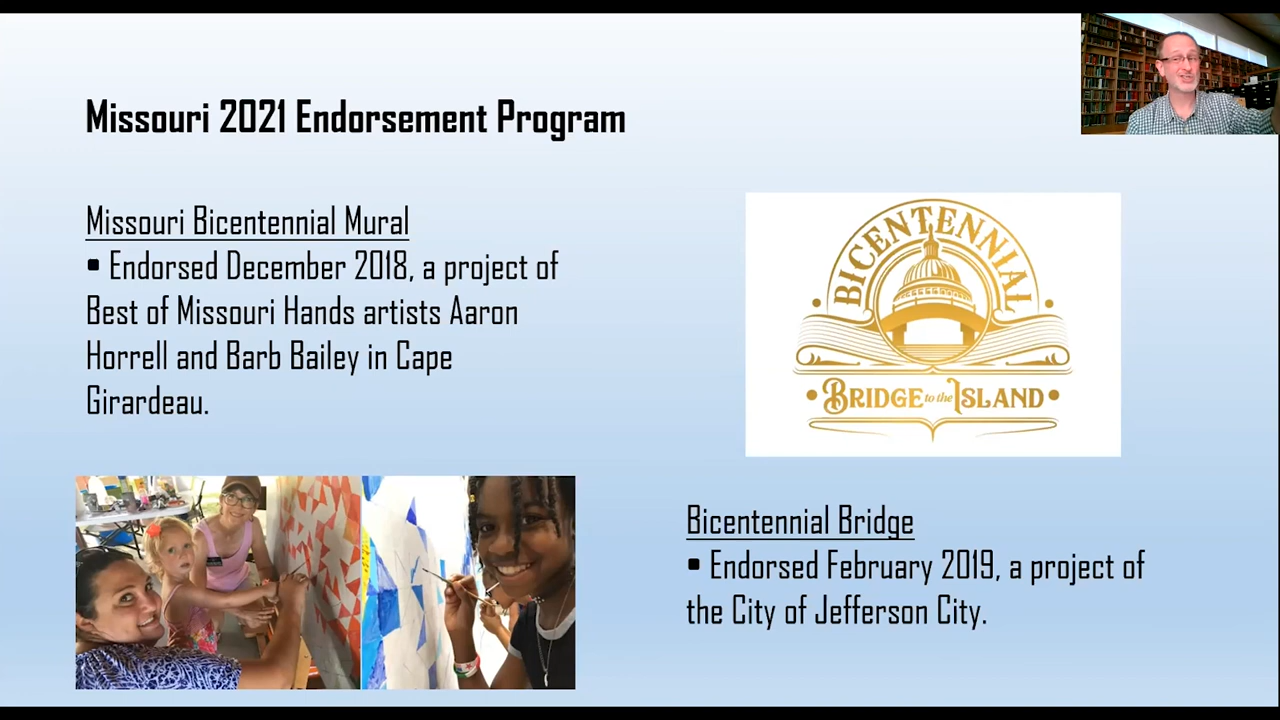 Missouri 2021 Endorsement Program
Missouri Bicentennial Mural
• Endorsed December 2018, a project of
Best of Missouri Hands artists Aaron
Horrell and Barb Bailey in Cape
Girardeau.
BICENTENNIAL
BRIDGE to the ISLAND
Bicentennial Bridge
• Endorsed February 2019, a project of
the City of Jefferson City.